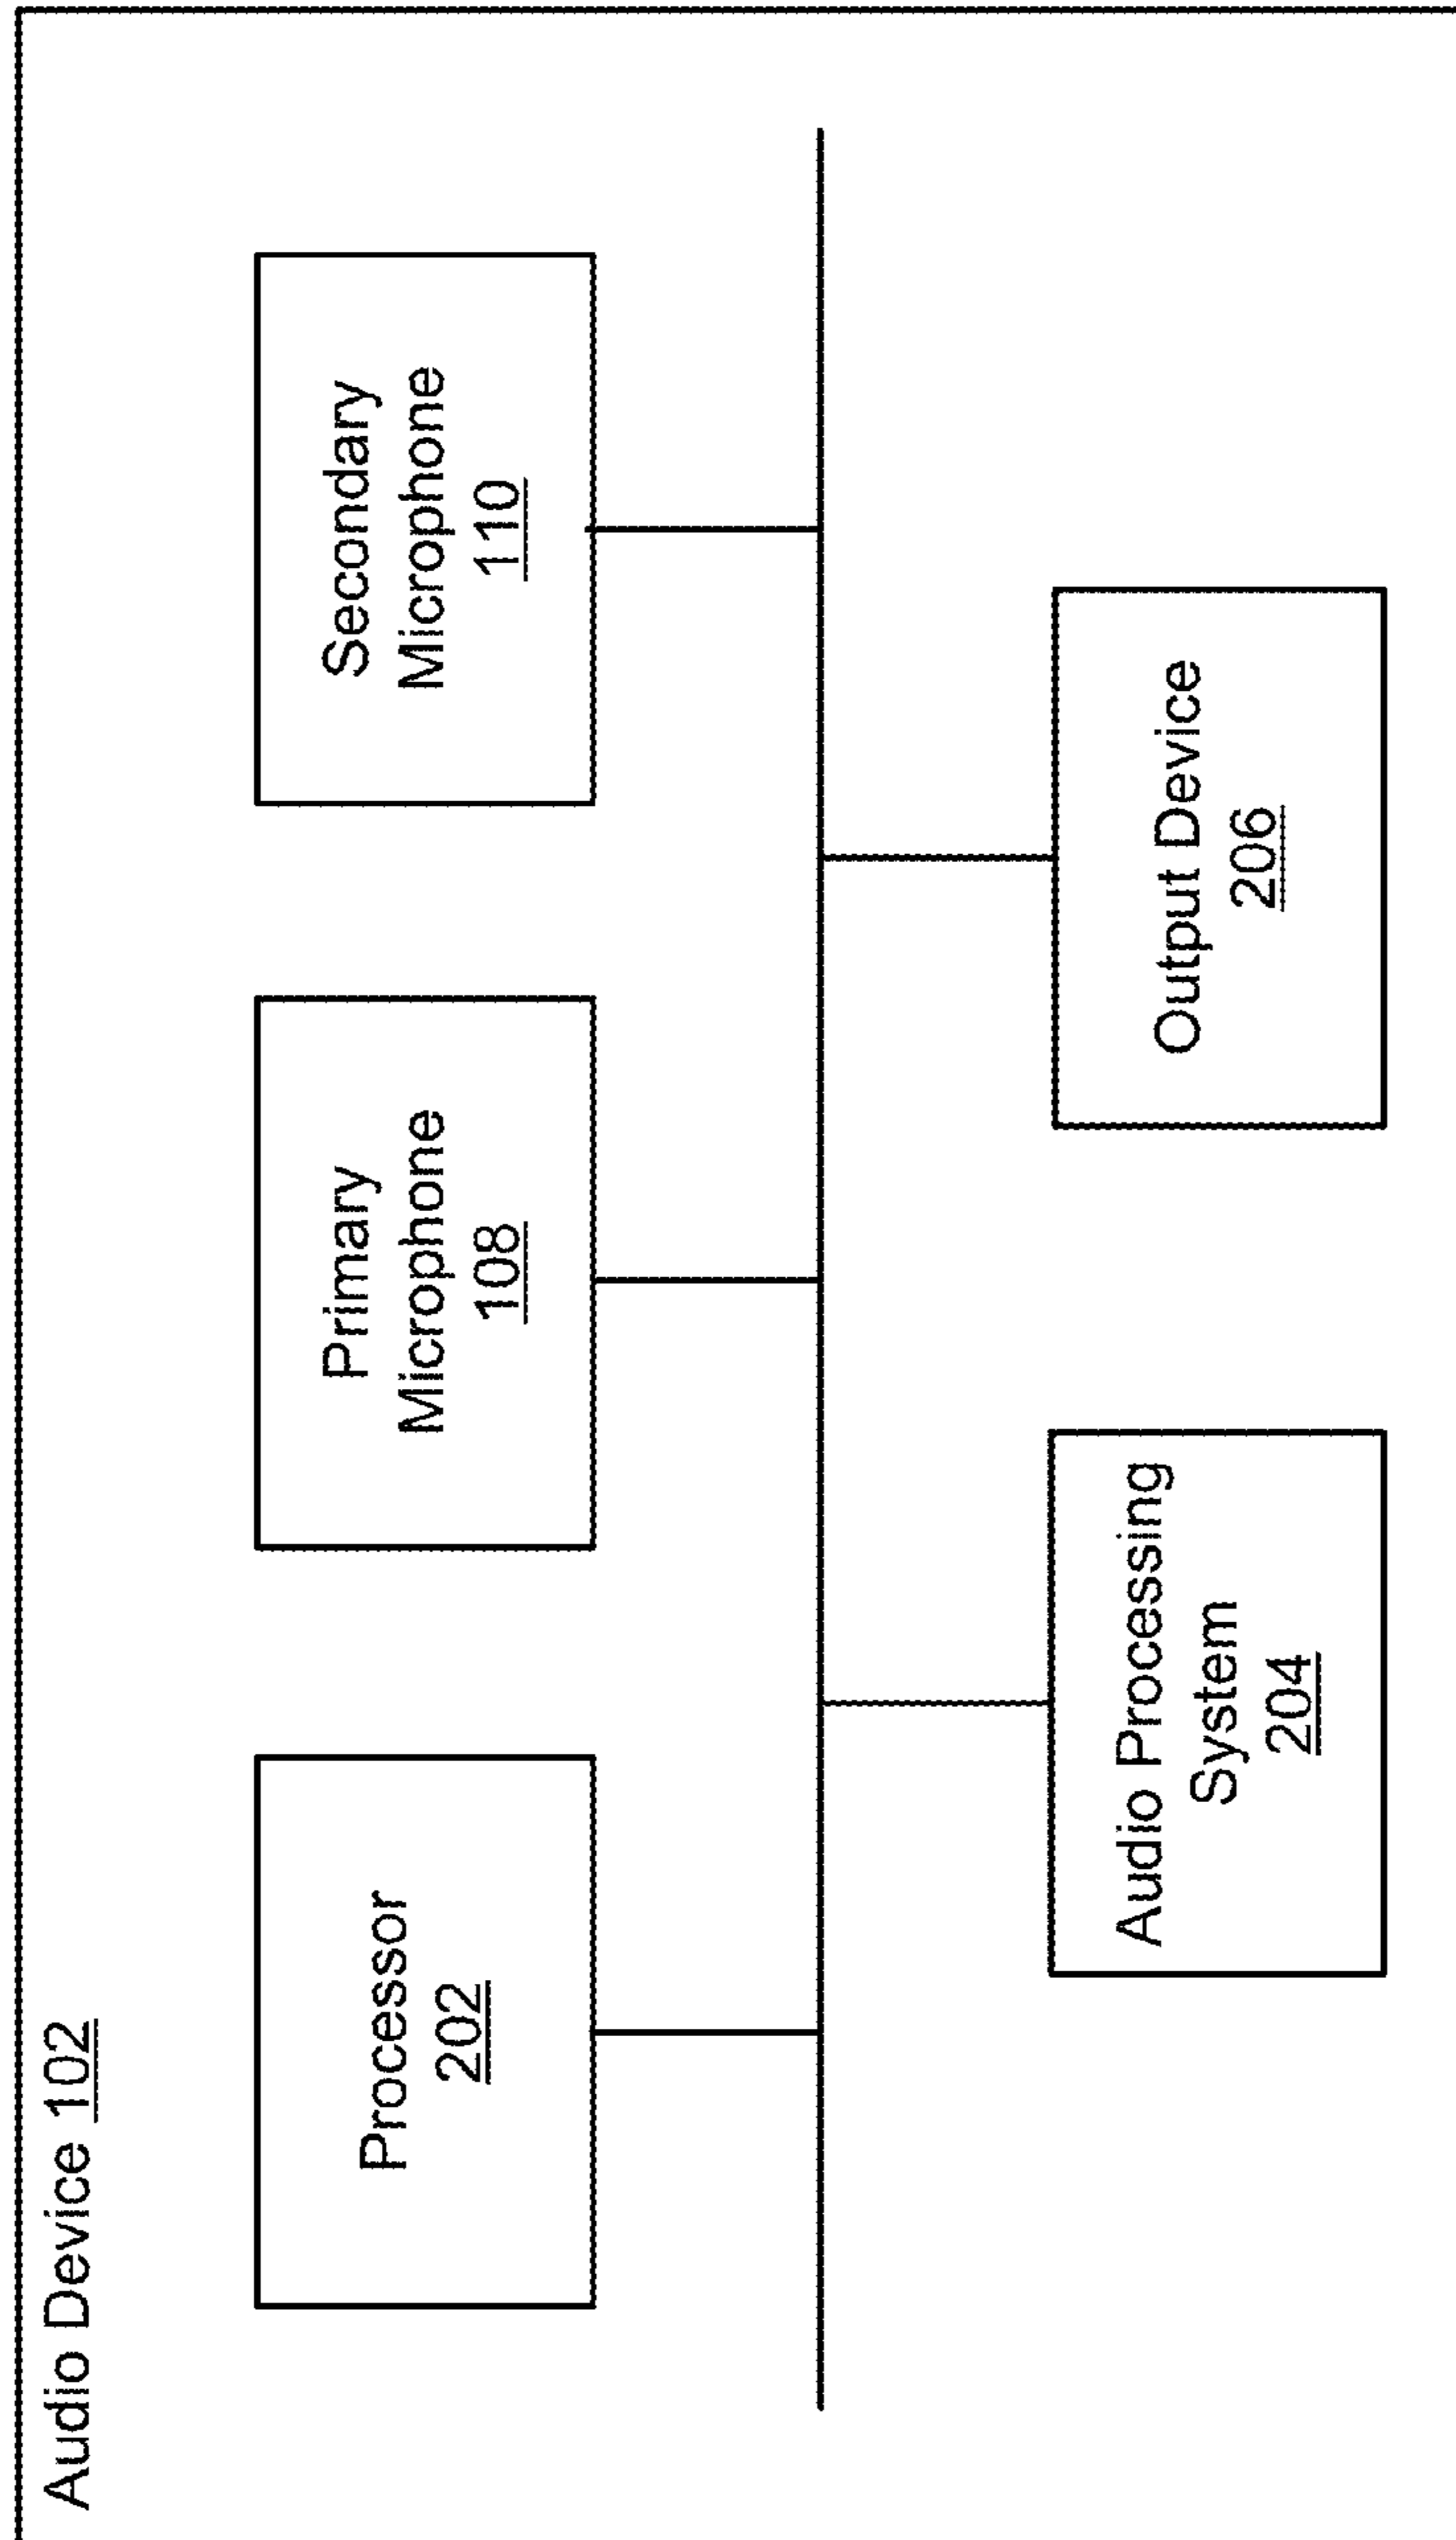 Audio Device 102
Processor
202
Primary
Microphone
108
Secondary
Microphone
110
Audio Processing
System
204
Output Device
206